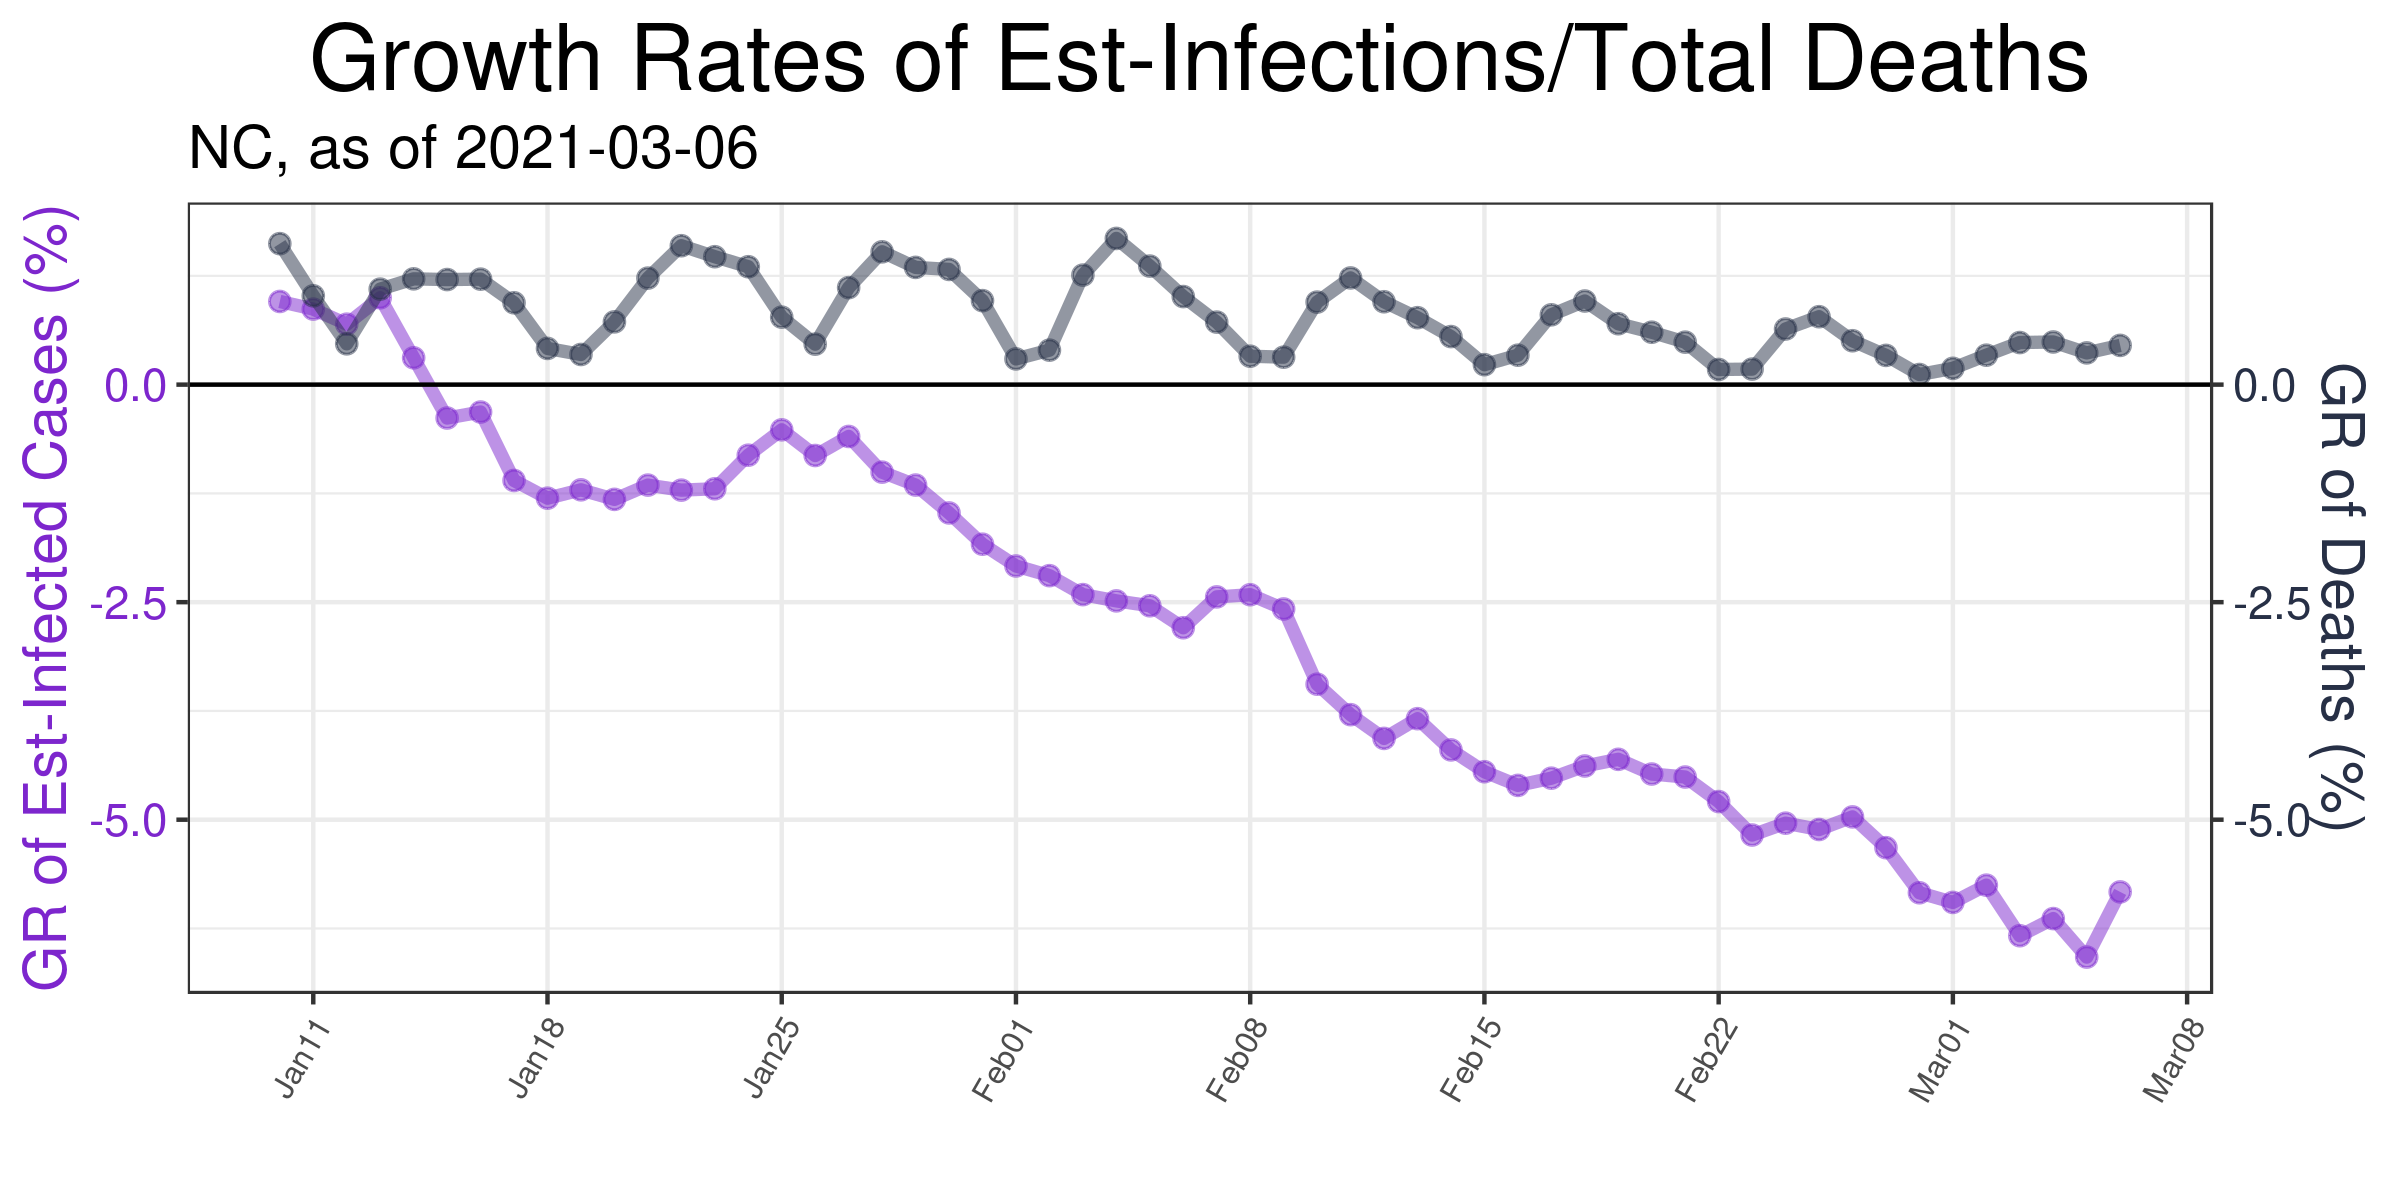 Growth Rates of Est-Infections/Total Deaths
NC, as of 2021-03-06
GR of Est-Infected Cases (%)
0.0
-2.5
-5.0
0.0
-2.5
-5.0
GR of Deaths (%)
Jan11
Jan18
Jan25
Feb01
Feb08
Feb15
Feb22
Mar01
Mar08